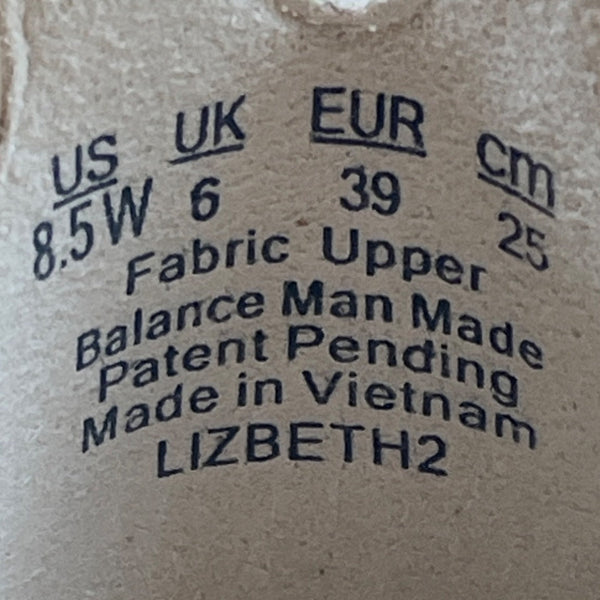 US UK EUR cm
8.5W 6 39 25
Fabric Upper
Balance Man Made
Patent Pending
Made in Vietnam
LIZBETH2